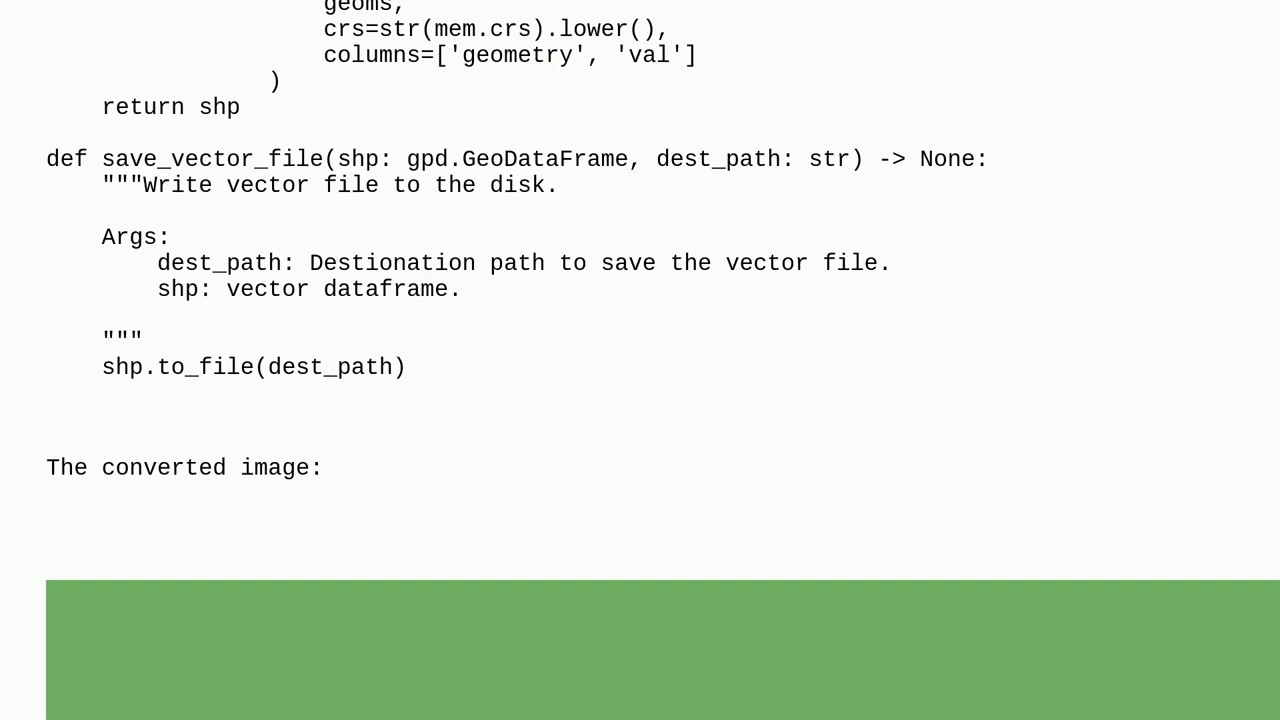 geoms,
crs=str(mem.crs).lower(),
columns=['geometry', 'val']
)
return shp
def save_vector_file(shp: gpd.GeoDataFrame, dest_path: str) -> None:
"""Write vector file to the disk.
Args:
dest_path: Destionation path to save the vector file.
shp: vector dataframe.
"""
shp.to_file(dest_path)
The converted image: